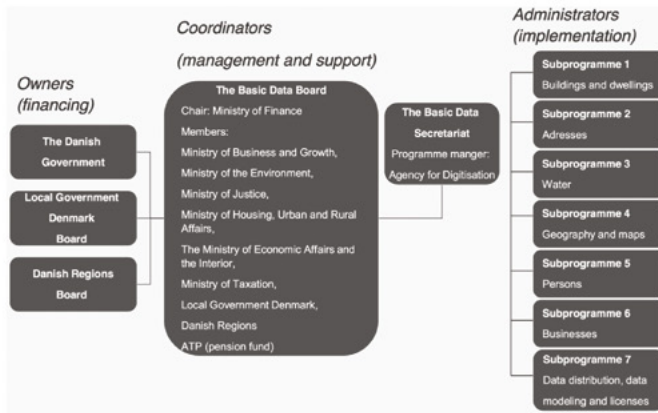 Owners
(financing)
The Danish
Government
Local Government
Denmark
Board
Danish Regions
Board
Coordinators
(management and support)
The Basic Data Board
Chair: Ministry of Finance
Members:
Ministry of Business and Growth,
Ministry of the Environment,
Ministry of Justice,
Ministry of Housing, Urban and Rural
Affairs,
The Ministry of Economic Affairs and
the Interior,
Ministry of Taxation,
Local Government Denmark,
Danish Regions
ATP (pension fund)
The Basic Data
Secretariat
Programme manger:
Agency for Digitisation
Administrators
(implementation)
Subprogramme 1
Buildings and dwellings
Subprogramme 2
Adresses
Subprogramme 3
Water
Subprogramme 4
Geography and maps
Subprogramme 5
Persons
Subprogramme 6
Businesses
Subprogramme 7
Data distribution, data
modeling and licenses